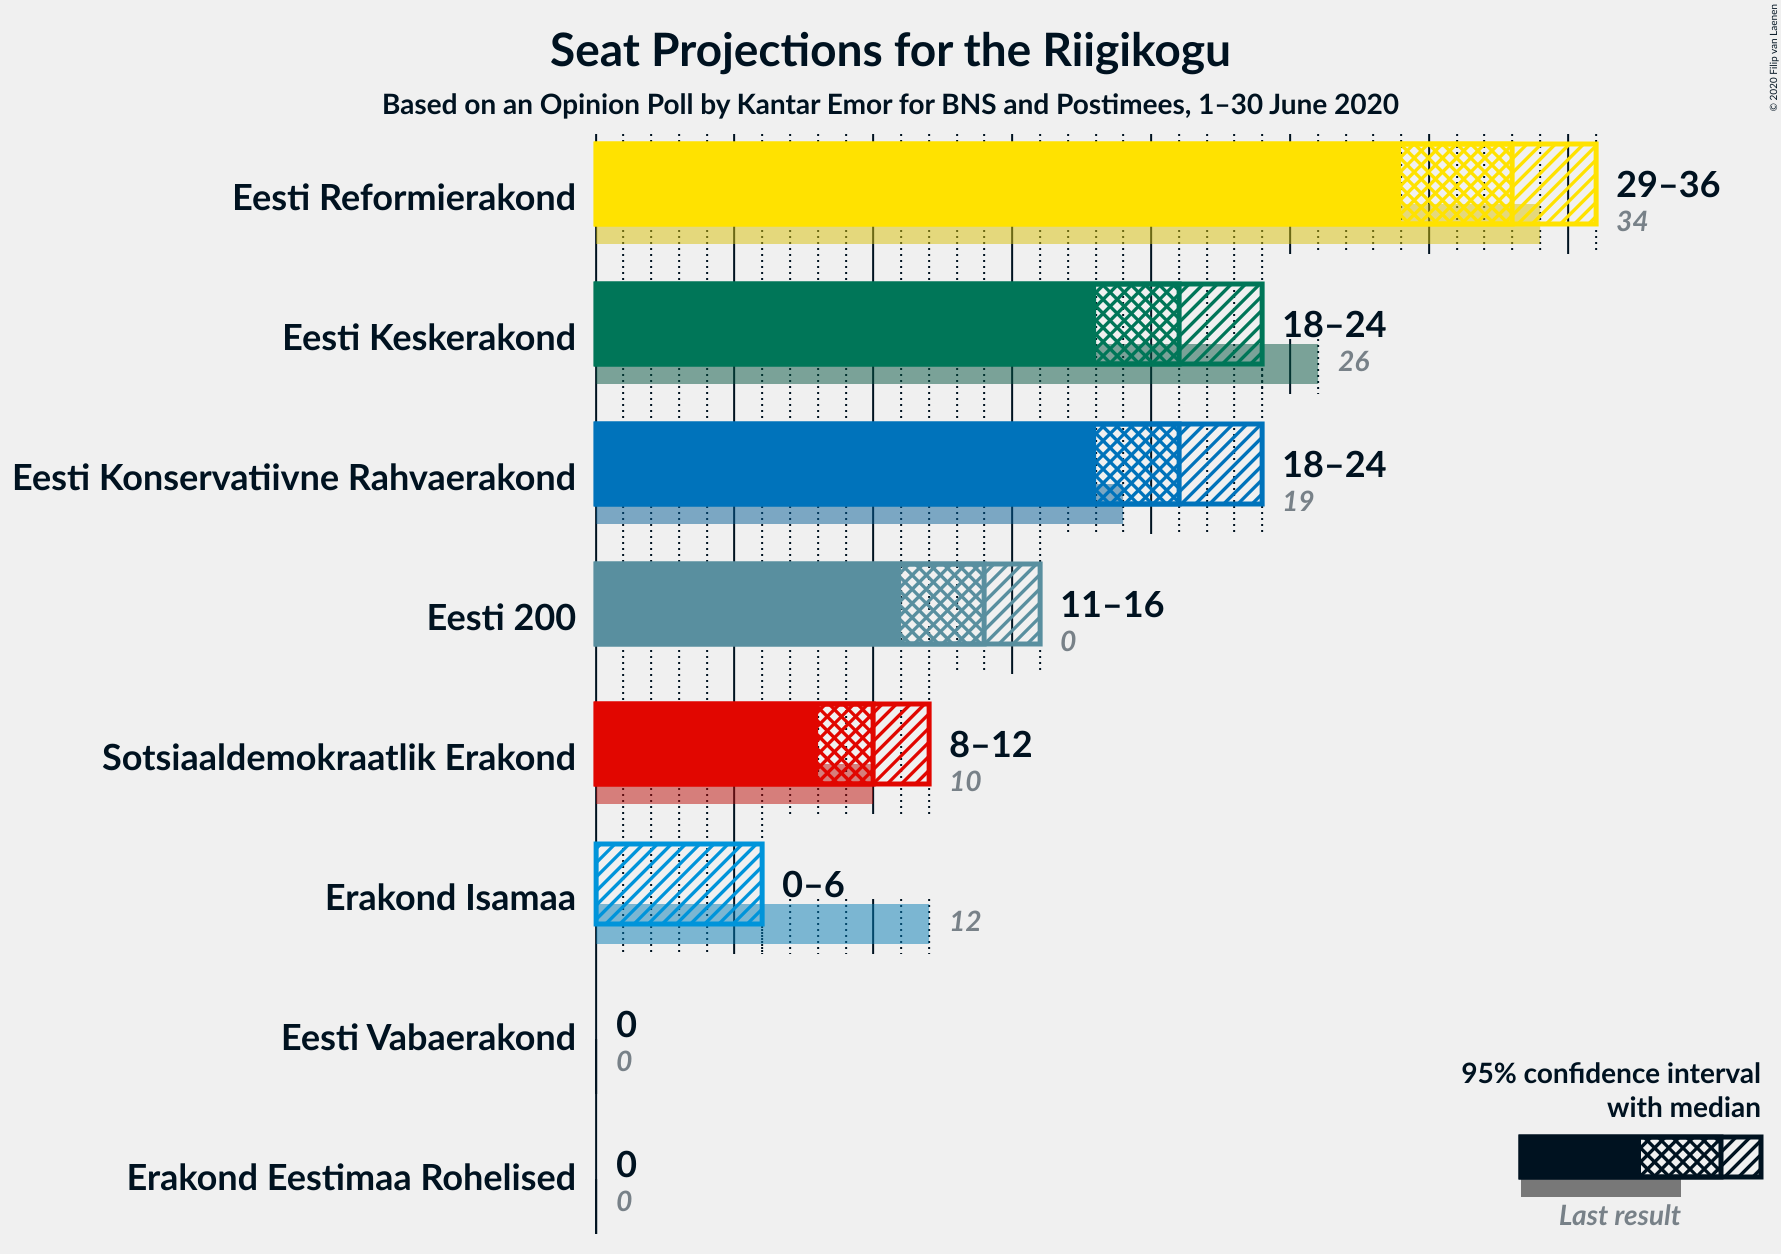 Seat Projections for the Riigikogu
Based on an Opinion Poll by Kantar Emor for BNS and Postimees, 1–30 June 2020
© 2020 Filip van Laenen
Eesti Reformierakond
29–36
34
Eesti Keskerakond
18–24
26
Eesti Konservatiivne Rahvaerakond
18–24
19
Eesti 200
11–16
0
Sotsiaaldemokraatlik Erakond
8–12
10
Erakond Isamaa
0–6
12
Eesti Vabaerakond
0
0
Erakond Eestimaa Rohelised
0
0
95% confidence interval
with median
Last result